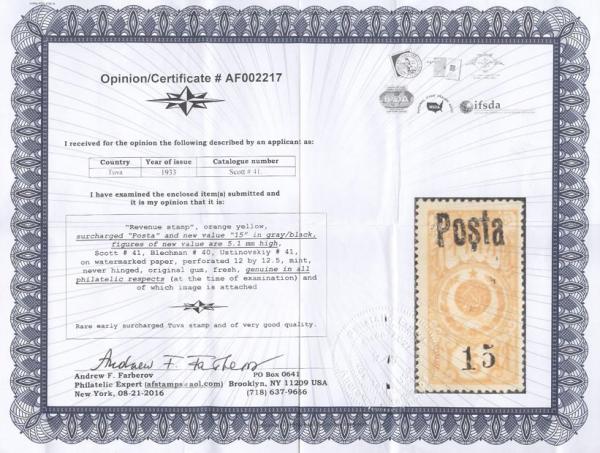 Opinion/Certificate # AF002217
I received for the opinion the following described by an applicant as:
Country Year of issue Catalogue number
Tuva 1933 Scott # 41.
I have examined the enclosed item(s) submitted and
it is my opinion that it is:
"Revenue stamp", orange yellow,
surcharged "Posta" and new value "15" in gray/black,
figures of new value are 5.1 mm high,
Scott # 41, Blechman # 40, Ustinovskiy # 41,
on watermarked paper, perforated 12 by 12.5, mint,
never hinged, original gum, fresh, genuine in all
philatelic respects (at the time of examination) and
of which image is attached
Rare early surcharged Tuva stamp and of very good quality.
Andrew F. Farberov
Andrew F. Farberov PO Box 0641
Philatelic Expert (afstamps@aol.com) Brooklyn, NY 11209 USA
New York, 08-21-2016 (718) 637-9656
ifsda
Poşta
15